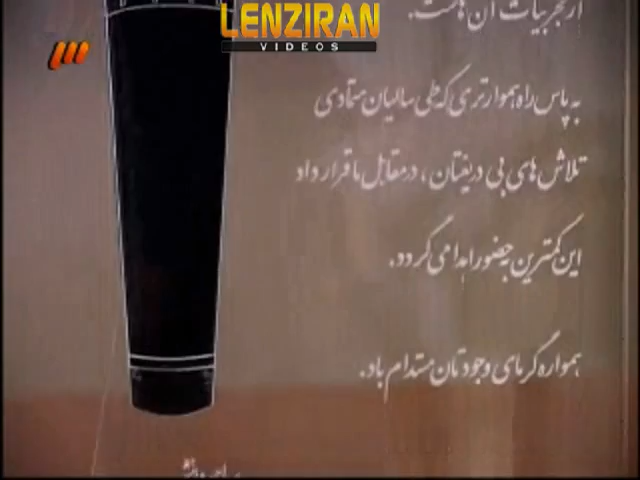 LENZIRAN
VIDEOS
از تجربیات آن هاست.
به پاس راه هموارتری که طی سالیان متمادی
تلاش های بی دریغتان، در مقابل ما قرار داد
این کمترین به حضور اهدا می گردد.
همواره گرمای وجودتان مستدام باد.